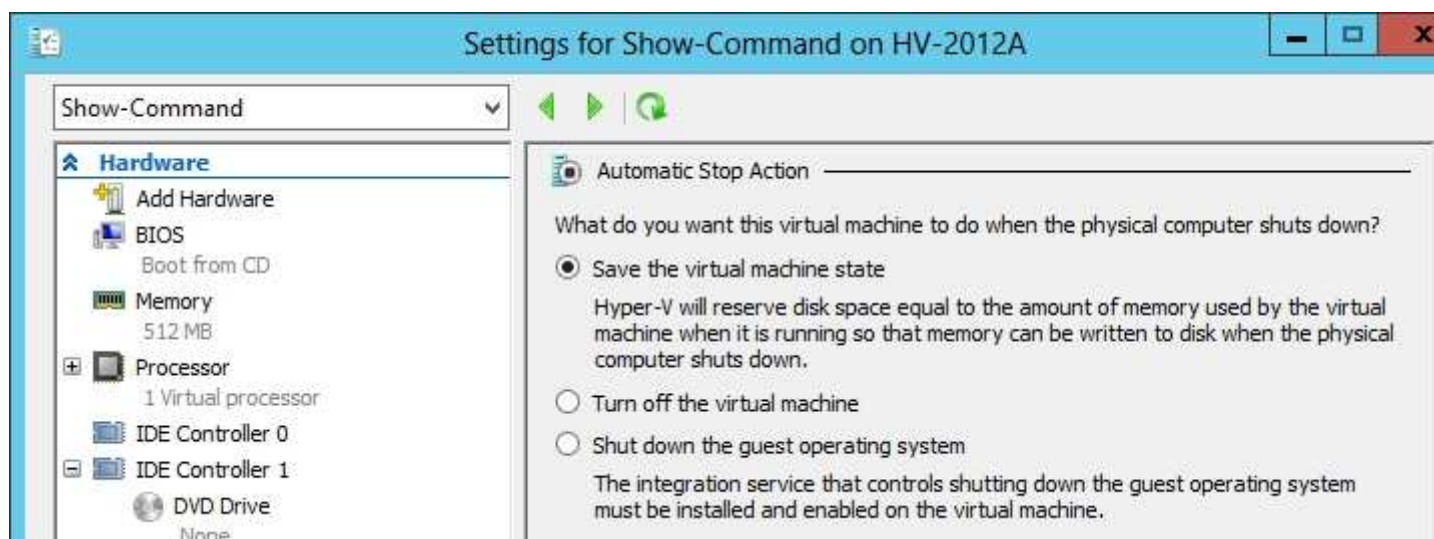 Settings for Show-Command on HV-2012A
Show-Command
Hardware
Add Hardware
BIOS
Boot from CD
Memory
512 MB
Processor
1 Virtual processor
IDE Controller 0
IDE Controller 1
DVD Drive
None
Automatic Stop Action
What do you want this virtual machine to do when the physical computer shuts down?
Save the virtual machine state
Hyper-V will reserve disk space equal to the amount of memory used by the virtual
machine when it is running so that memory can be written to disk when the physical
computer shuts down.
Turn off the virtual machine
Shut down the guest operating system
The integration service that controls shutting down the guest operating system
must be installed and enabled on the virtual machine.